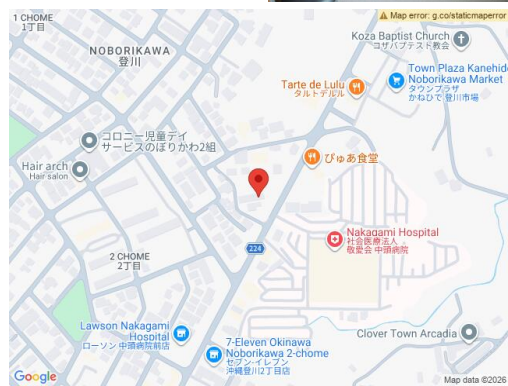 1 CHOME
1丁目
Map error: g.co/staticmaperror
Koza Baptist Church
コザバプテスト教会
NOBORIKAWA
登川
Tarte de Lulu
タルトデルル
Town Plaza Kanehide
Noborikawa Market
タウンプラザ
かねひで 登川市場
コロニー児童デイ
サービスのぼりかわ2組
ぴゅあ食堂
Hair arch
Hair salon
Nakagami Hospital
社会医療法人
敬愛会 中頭病院
224
2 CHOME
2丁目
Lawson Nakagami
Hospital
ローソン 中頭病院前店
7-Eleven Okinawa
Noborikawa 2-chome
セブン-イレブン
沖縄登川2丁目店
Clover Town Arcadia
Google
Map data ©2026